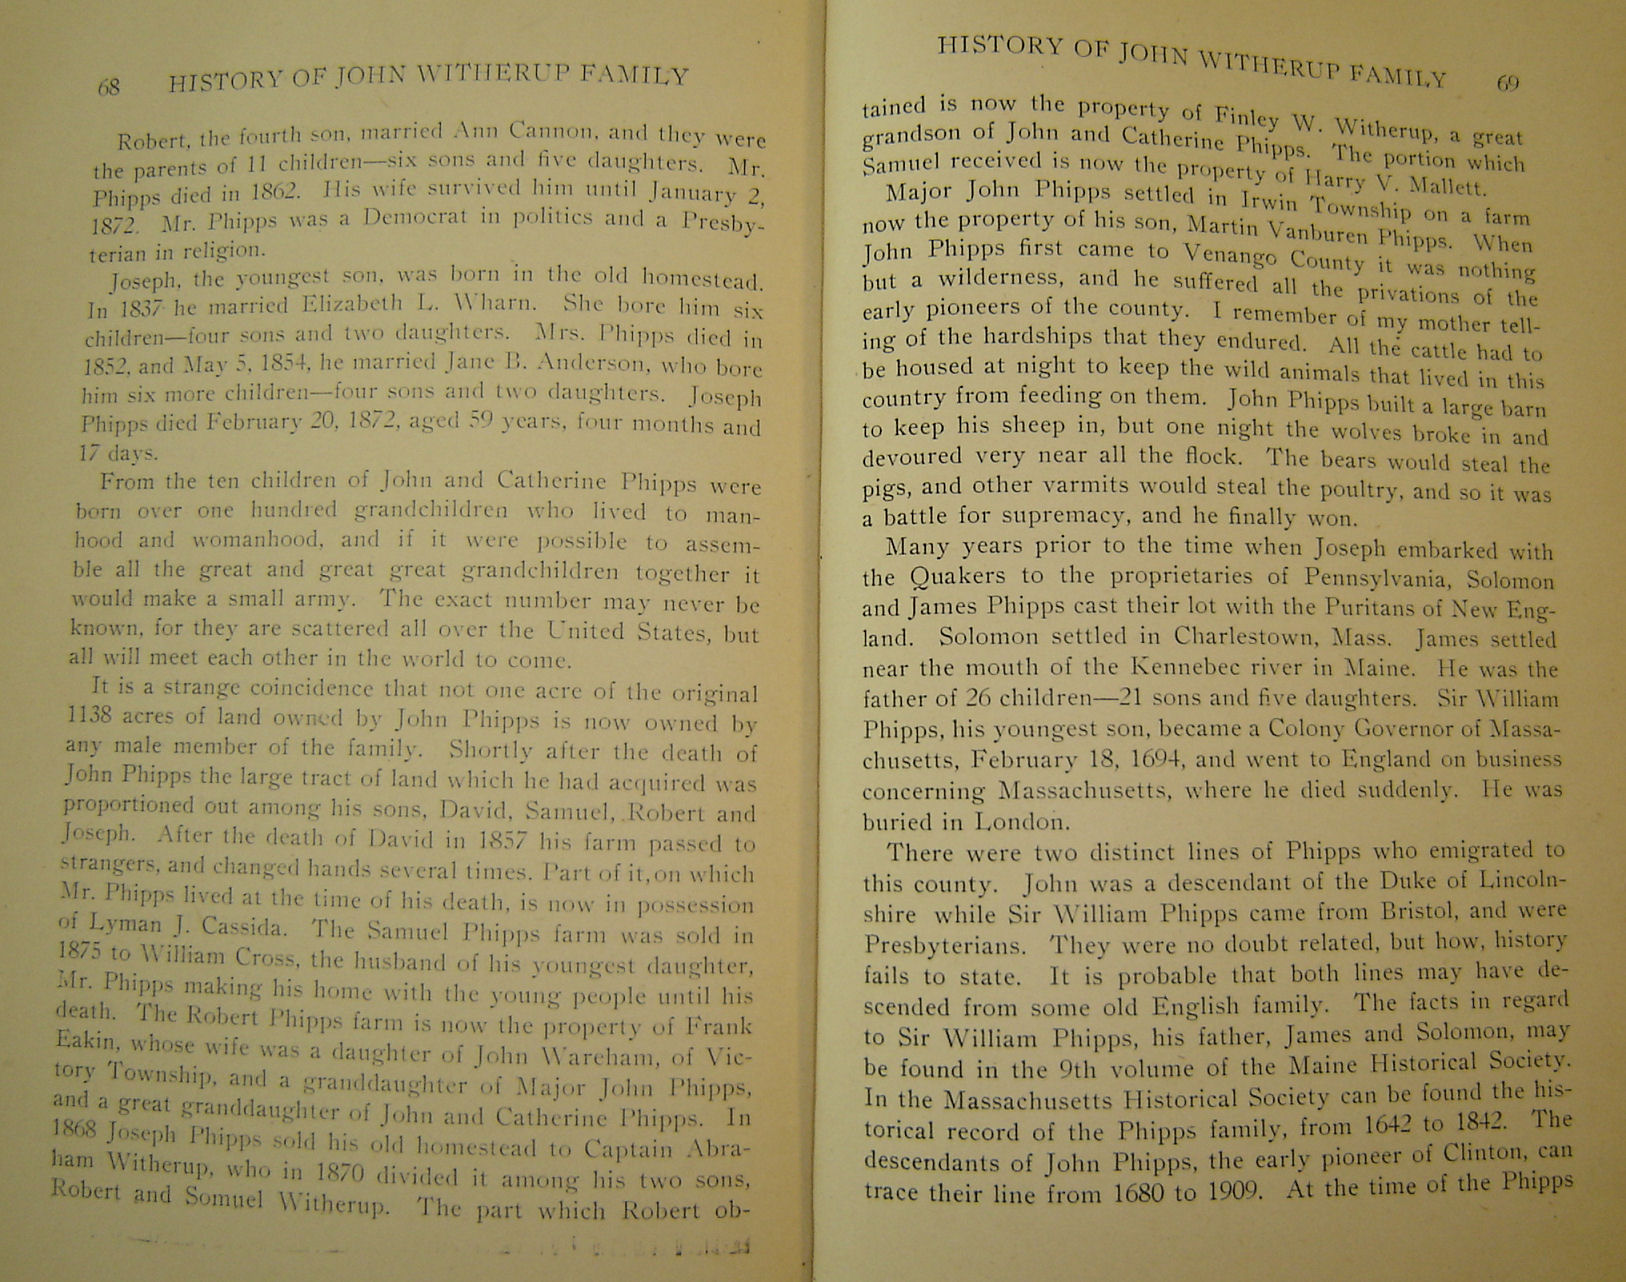 68 HISTORY OF JOHN WITHERUP FAMILY
Robert, the fourth son, married Ann Cannon, and they were
the parents of 11 children—six sons and five daughters. Mr.
Phipps died in 1862. His wife survived him until January 2,
1872. Mr. Phipps was a Democrat in politics and a Presby-
terian in religion.
Joseph, the youngest son, was born in the old homestead.
In 1837 he married Elizabeth L. Wharn. She bore him six
children—four sons and two daughters. Mrs. Phipps died in
1852, and May 5, 1854, he married Jane B. Anderson, who bore
him six more children—four sons and two daughters. Joseph
Phipps died February 20, 1872, aged 59 years, four months and
17 days.
From the ten children of John and Catherine Phipps were
born over one hundred grandchildren who lived to man-
hood and womanhood, and if it were possible to assem-
ble all the great and great great grandchildren together it
would make a small army. The exact number may never be
known, for they are scattered all over the United States, but
all will meet each other in the world to come.
It is a strange coincidence that not one acre of the original
1138 acres of land owned by John Phipps is now owned by
any male member of the family. Shortly after the death of
John Phipps the large tract of land which he had acquired was
proportioned out among his sons, David, Samuel, Robert and
Joseph. After the death of David in 1857 his farm passed to
strangers, and changed hands several times. Part of it, on which
Mr. Phipps lived at the time of his death, is now in possession
of Lyman J. Cassida. The Samuel Phipps farm was sold in
1875 to William Cross, the husband of his youngest daughter,
Mr. Phipps making his home with the young people until his
death. The Robert Phipps farm is now the property of Frank
Eakin, whose wife was a daughter of John Wareham, of Vic-
tory Township, and a granddaughter of Major John Phipps,
and a great granddaughter of John and Catherine Phipps. In
1868 Joseph Phipps sold his old homestead to Captain Abra-
ham Witherup, who in 1870 divided it among his two sons,
Robert and Somuel Witherup. The part which Robert ob-
HISTORY OF JOHN WITHERUP FAMILY 69
tained is now the property of Finley W. Witherup, a great
grandson of John and Catherine Phipps. The portion which
Samuel received is now the property of Harry V. Mallett.
Major John Phipps settled in Irwin Township on a farm
now the property of his son, Martin Vanburen Phipps. When
John Phipps first came to Venango County it was nothing
but a wilderness, and he suffered all the privations of the
early pioneers of the county. I remember of my mother tell-
ing of the hardships that they endured. All the cattle had to
be housed at night to keep the wild animals that lived in this
country from feeding on them. John Phipps built a large barn
to keep his sheep in, but one night the wolves broke in and
devoured very near all the flock. The bears would steal the
pigs, and other varmits would steal the poultry, and so it was
a battle for supremacy, and he finally won.
Many years prior to the time when Joseph embarked with
the Quakers to the proprietaries of Pennsylvania, Solomon
and James Phipps cast their lot with the Puritans of New Eng-
land. Solomon settled in Charlestown, Mass. James settled
near the mouth of the Kennebec river in Maine. He was the
father of 26 children—21 sons and five daughters. Sir William
Phipps, his youngest son, became a Colony Governor of Massa-
chusetts, February 18, 1694, and went to England on business
concerning Massachusetts, where he died suddenly. He was
buried in London.
There were two distinct lines of Phipps who emigrated to
this county. John was a descendant of the Duke of Lincoln-
shire while Sir William Phipps came from Bristol, and were
Presbyterians. They were no doubt related, but how, history
fails to state. It is probable that both lines may have de-
scended from some old English family. The facts in regard
to Sir William Phipps, his father, James and Solomon, may
be found in the 9th volume of the Maine Historical Society.
In the Massachusetts Historical Society can be found the his-
torical record of the Phipps family, from 1642 to 1842. The
descendants of John Phipps, the early pioneer of Clinton, can
trace their line from 1680 to 1909. At the time of the Phipps